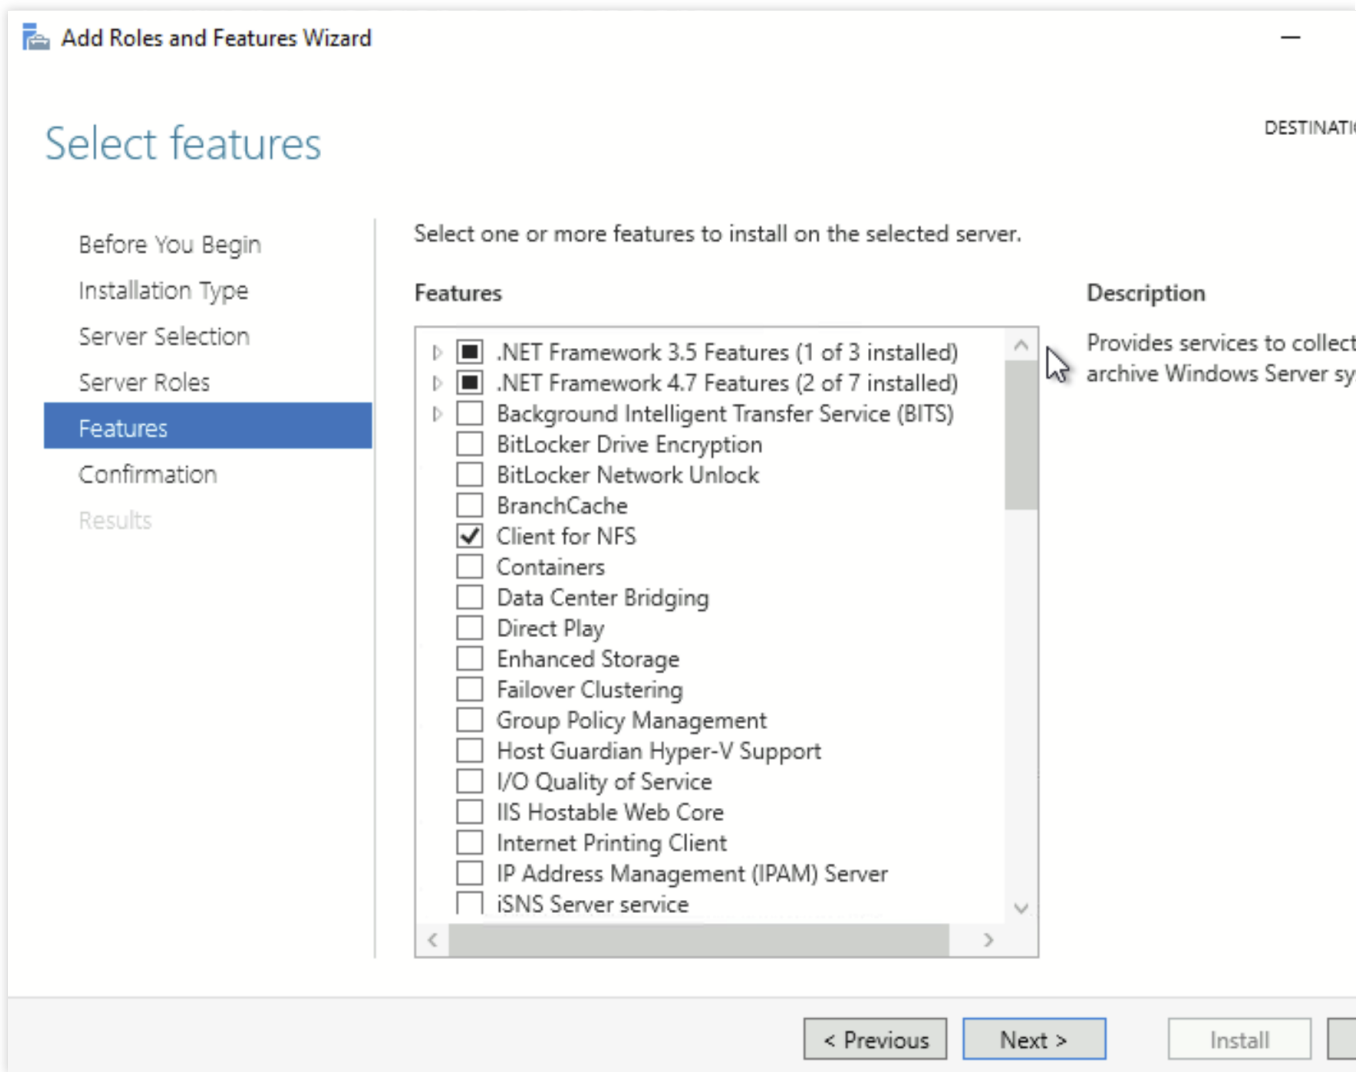 Add Roles and Features Wizard
Select features
DESTINATI
Before You Begin
Installation Type
Server Selection
Server Roles
Features
Confirmation
Results
Select one or more features to install on the selected server.
Features
.NET Framework 3.5 Features (1 of 3 installed)
.NET Framework 4.7 Features (2 of 7 installed)
Background Intelligent Transfer Service (BITS)
BitLocker Drive Encryption
BitLocker Network Unlock
BranchCache
Client for NFS
Containers
Data Center Bridging
Direct Play
Enhanced Storage
Failover Clustering
Group Policy Management
Host Guardian Hyper-V Support
I/O Quality of Service
IIS Hostable Web Core
Internet Printing Client
IP Address Management (IPAM) Server
iSNS Server service
Description
Provides services to collect
archive Windows Server sy
< Previous
Next >
Install